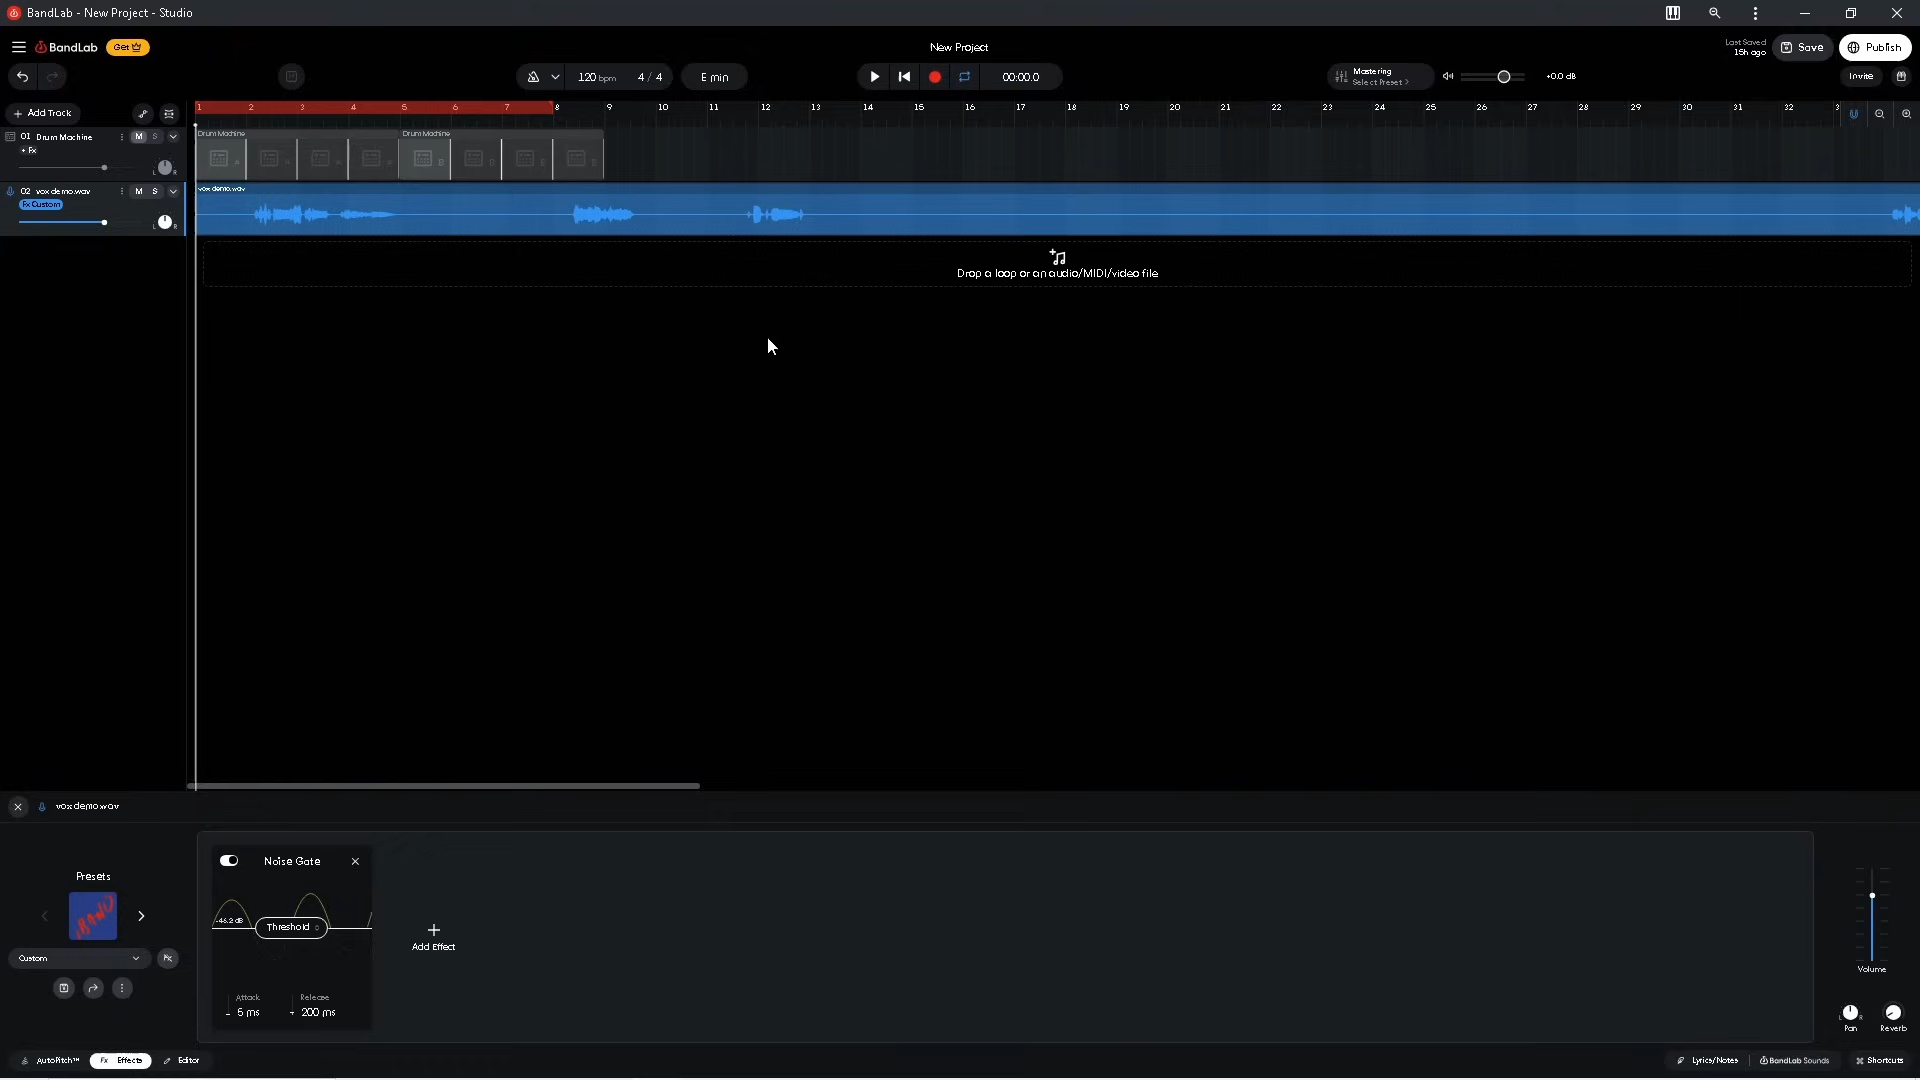 BandLab - New Project - Studio
BandLab Get New Project Last Saved 15h ago Save Publish
120 bpm 4 / 4 E min 00:00.0 Mastering Select Preset > +0.0 dB Invite
+ Add Track 1 2 3 4 5 6 7 8 9 10 11 12 13 14 15 16 17 18 19 20 21 22 23 24 25 26 27 28 29 30 31 32 3
01 Drum Machine M S Drum Machine Drum Machine
+ Fx A A A A B B B B
L R
02 vox demo.wav M S vox demo.wav
Fx Custom
L R
Drop a loop or an audio/MIDI/video file
vox demo.wav
Noise Gate
Presets
-46.2 dB Threshold
Add Effect
Custom Fx
Volume
Attack Release
5 ms 200 ms
L R
Pan Reverb
AutoPitch™ Fx Effects Editor Lyrics/Notes BandLab Sounds Shortcuts